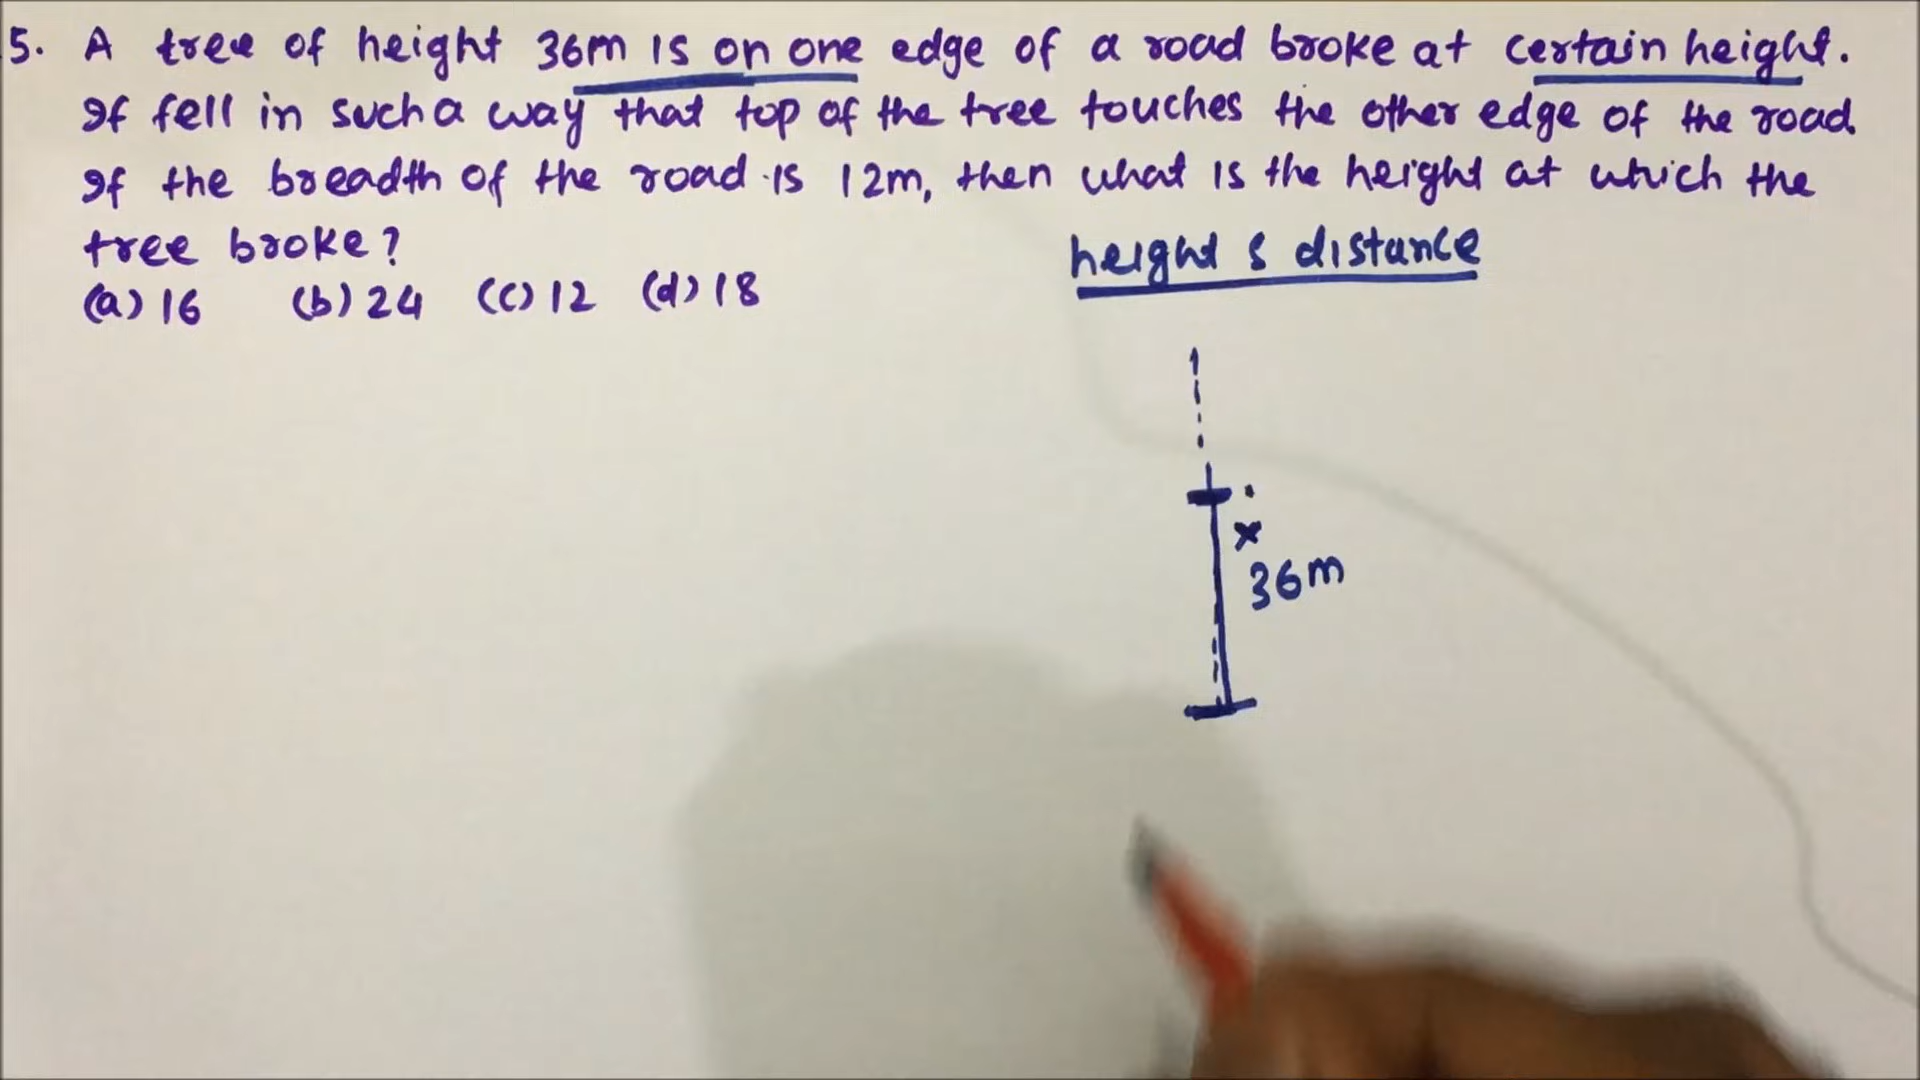 5. A tree of height 36m is on one edge of a road broke at certain height.
If fell in such a way that top of the tree touches the other edge of the road.
If the breadth of the road is 12m, then what is the height at which the
tree broke?
height & distance
(a) 16 (b) 24 (c) 12 (d) 18
x
36m